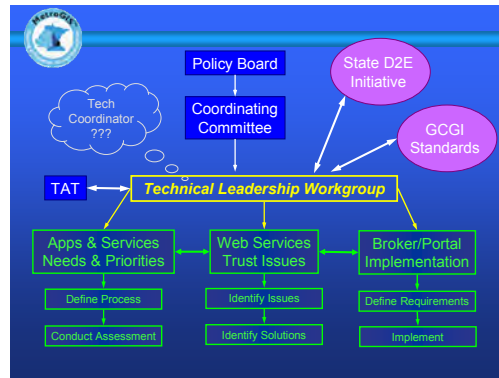 MetroGIS
Policy Board
State D2E
Initiative
Tech
Coordinator
???
Coordinating
Committee
GCGI
Standards
TAT
Technical Leadership Workgroup
Apps & Services
Needs & Priorities
Web Services
Trust Issues
Broker/Portal
Implementation
Define Process
Identify Issues
Define Requirements
Conduct Assessment
Identify Solutions
Implement